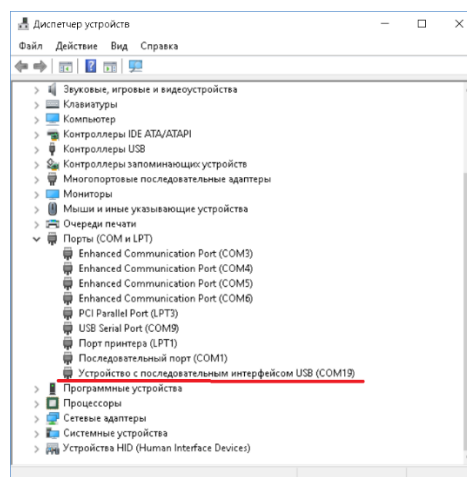 Диспетчер устройств
Файл Действие Вид Справка
Звуковые, игровые и видеоустройства
Клавиатуры
Компьютер
Контроллеры IDE ATA/ATAPI
Контроллеры USB
Контроллеры запоминающих устройств
Многопортовые последовательные адаптеры
Мониторы
Мыши и иные указывающие устройства
Очереди печати
Порты (COM и LPT)
Enhanced Communication Port (COM3)
Enhanced Communication Port (COM4)
Enhanced Communication Port (COM5)
Enhanced Communication Port (COM6)
PCI Parallel Port (LPT3)
USB Serial Port (COM9)
Порт принтера (LPT1)
Последовательный порт (COM1)
Устройство с последовательным интерфейсом USB (COM19)
Программные устройства
Процессоры
Сетевые адаптеры
Системные устройства
Устройства HID (Human Interface Devices)